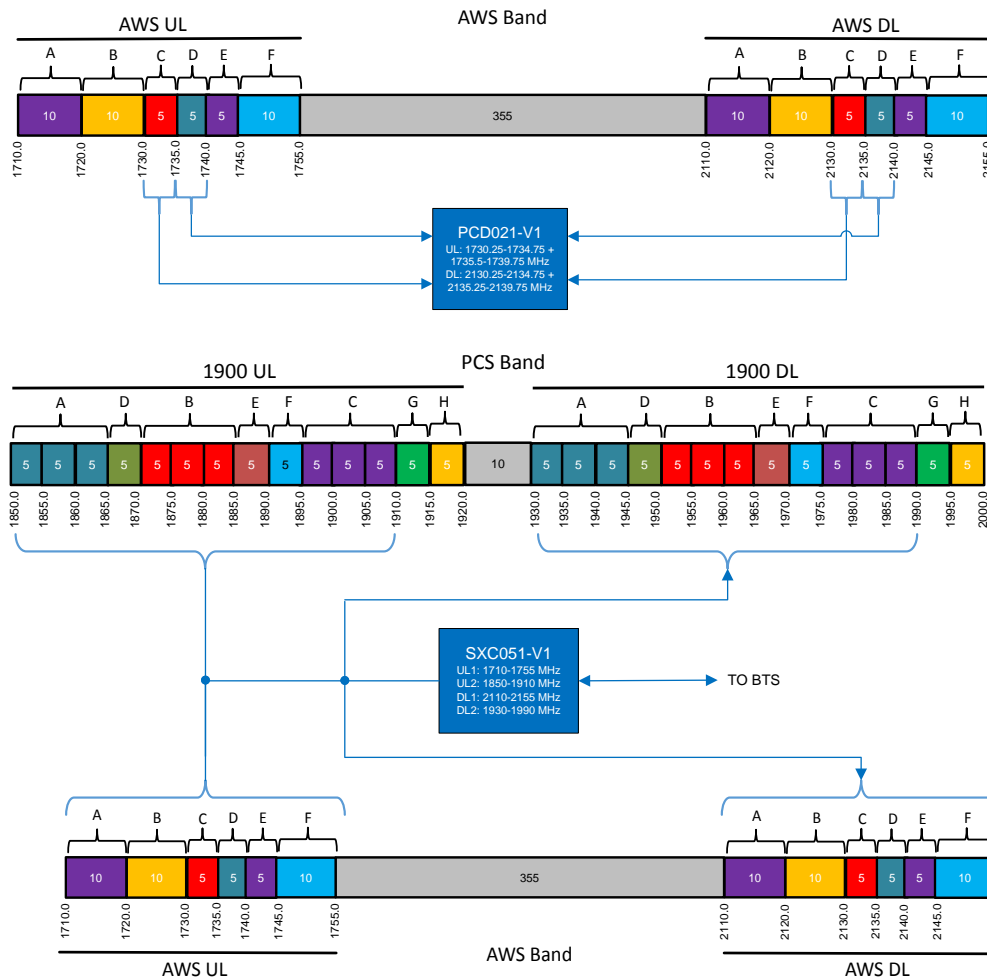 AWS Band
AWS UL
AWS DL
A B C D E F
A B C D E F
10 10 5 5 5 10 355 10 10 5 5 5 10
1710.0 1720.0 1730.0 1735.0 1740.0 1745.0 1755.0 2110.0 2120.0 2130.0 2135.0 2140.0 2145.0 2155.0
PCD021-V1
UL: 1730.25-1734.75 +
1735.5-1739.75 MHz
DL: 2130.25-2134.75 +
2135.25-2139.75 MHz
PCS Band
1900 UL
1900 DL
A D B E F C G H
A D B E F C G H
5 5 5 5 5 5 5 5 5 5 5 5 5 5 10 5 5 5 5 5 5 5 5 5 5 5 5 5 5
1850.0 1855.0 1860.0 1865.0 1870.0 1875.0 1880.0 1885.0 1890.0 1895.0 1900.0 1905.0 1910.0 1915.0 1920.0 1930.0 1935.0 1940.0 1945.0 1950.0 1955.0 1960.0 1965.0 1970.0 1975.0 1980.0 1985.0 1990.0 1995.0 2000.0
SXC051-V1
UL1: 1710-1755 MHz
UL2: 1850-1910 MHz
DL1: 2110-2155 MHz
DL2: 1930-1990 MHz
TO BTS
A B C D E F
A B C D E F
10 10 5 5 5 10 355 10 10 5 5 5 10
1710.0 1720.0 1730.0 1735.0 1740.0 1745.0 1755.0 2110.0 2120.0 2130.0 2135.0 2140.0 2145.0
AWS UL
AWS Band
AWS DL